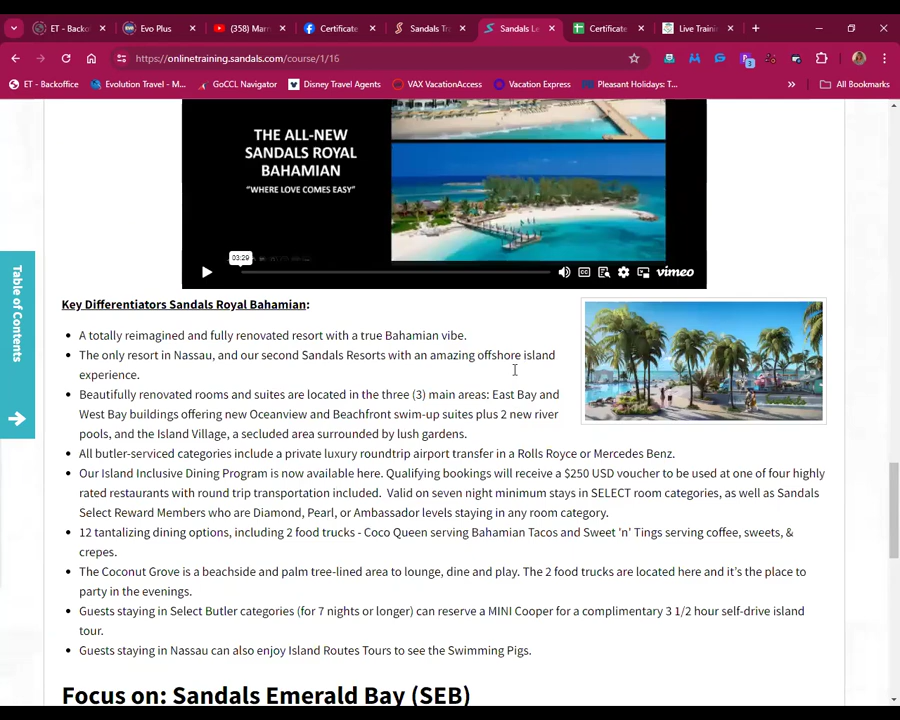 ET - Backof
Evo Plus
(358) Marr
Certificate
Sandals Tr
Sandals Le
Certificate
Live Trainin
https://onlinetraining.sandals.com/course/1/16
ET - Backoffice
Evolution Travel - M...
GoCCL Navigator
Disney Travel Agents
VAX VacationAccess
Vacation Express
Pleasant Holidays: T...
»
All Bookmarks
THE ALL-NEW
SANDALS ROYAL
BAHAMIAN
“WHERE LOVE COMES EASY”
03:29
CC
vimeo
Table of Contents
Key Differentiators Sandals Royal Bahamian:
• A totally reimagined and fully renovated resort with a true Bahamian vibe.
• The only resort in Nassau, and our second Sandals Resorts with an amazing offshore island
experience.
• Beautifully renovated rooms and suites are located in the three (3) main areas: East Bay and
West Bay buildings offering new Oceanview and Beachfront swim-up suites plus 2 new river
pools, and the Island Village, a secluded area surrounded by lush gardens.
• All butler-serviced categories include a private luxury roundtrip airport transfer in a Rolls Royce or Mercedes Benz.
• Our Island Inclusive Dining Program is now available here. Qualifying bookings will receive a $250 USD voucher to be used at one of four highly
rated restaurants with round trip transportation included.  Valid on seven night minimum stays in SELECT room categories, as well as Sandals
Select Reward Members who are Diamond, Pearl, or Ambassador levels staying in any room category.
• 12 tantalizing dining options, including 2 food trucks - Coco Queen serving Bahamian Tacos and Sweet 'n' Tings serving coffee, sweets, &
crepes.
• The Coconut Grove is a beachside and palm tree-lined area to lounge, dine and play. The 2 food trucks are located here and it’s the place to
party in the evenings.
• Guests staying in Select Butler categories (for 7 nights or longer) can reserve a MINI Cooper for a complimentary 3 1/2 hour self-drive island
tour.
• Guests staying in Nassau can also enjoy Island Routes Tours to see the Swimming Pigs.
Focus on: Sandals Emerald Bay (SEB)